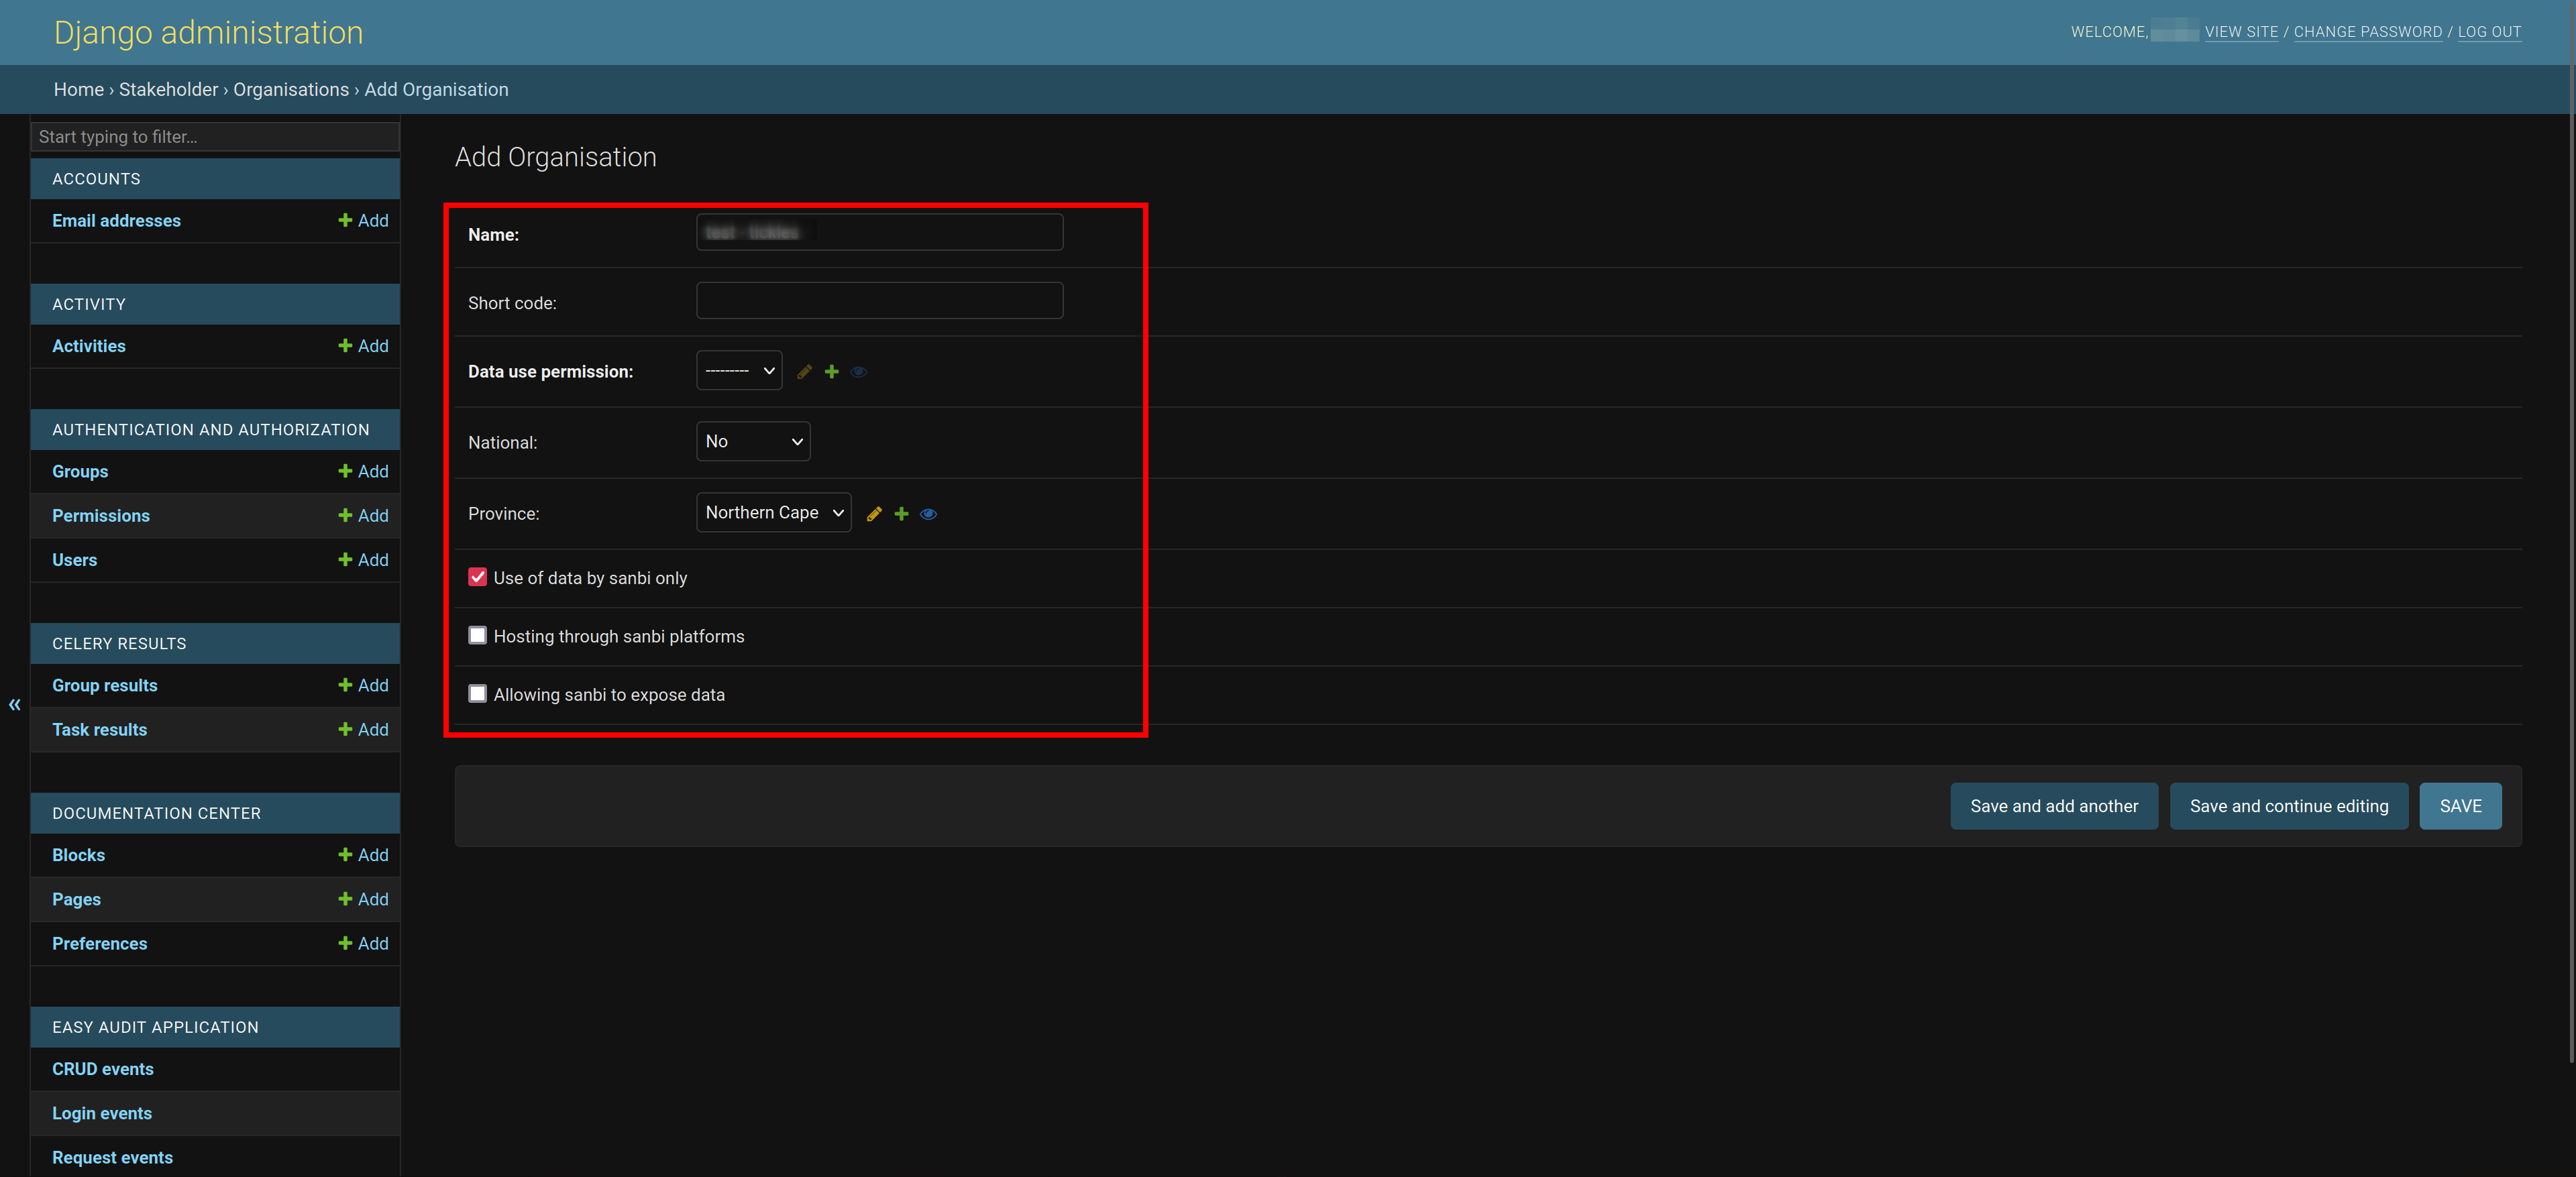 Django administration
WELCOME, VIEW SITE / CHANGE PASSWORD / LOG OUT
Home › Stakeholder › Organisations › Add Organisation
Start typing to filter...
ACCOUNTS
Email addresses Add
ACTIVITY
Activities Add
AUTHENTICATION AND AUTHORIZATION
Groups Add
Permissions Add
Users Add
CELERY RESULTS
Group results Add
Task results Add
DOCUMENTATION CENTER
Blocks Add
Pages Add
Preferences Add
EASY AUDIT APPLICATION
CRUD events
Login events
Request events
Add Organisation
Name:
Short code:
Data use permission: ---------
National: No
Province: Northern Cape
Use of data by sanbi only
Hosting through sanbi platforms
Allowing sanbi to expose data
Save and add another Save and continue editing SAVE